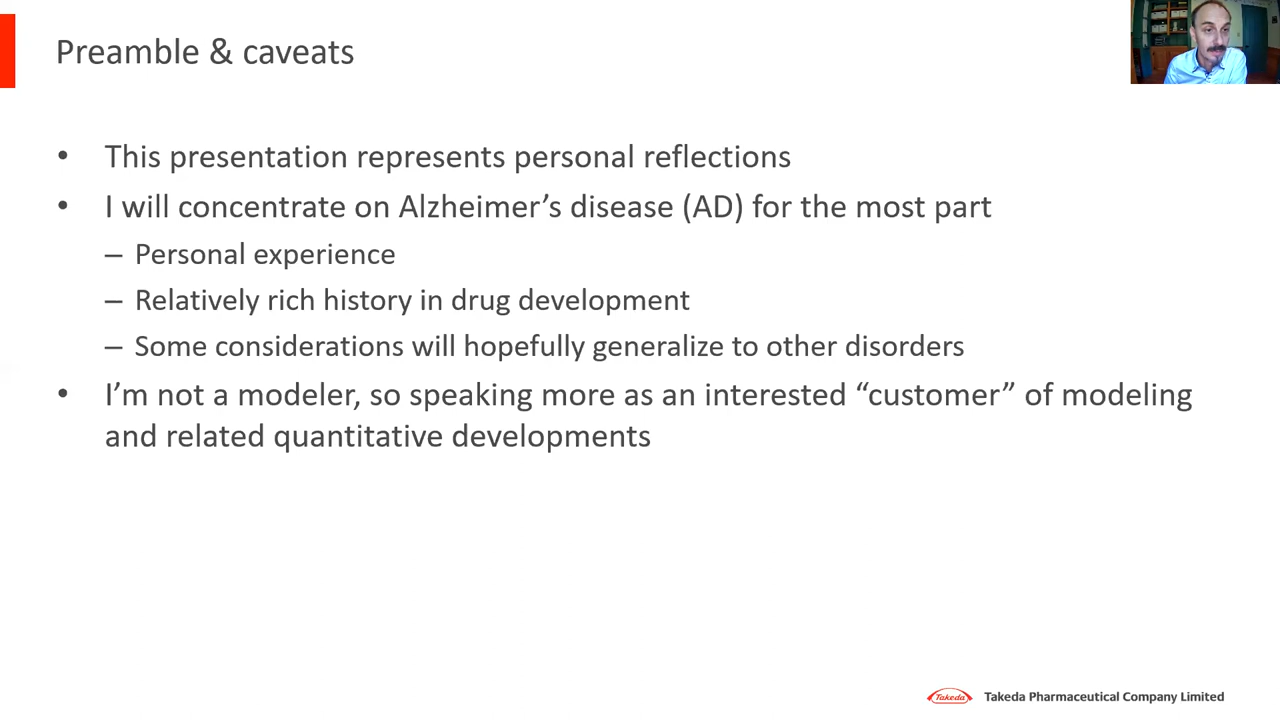 Preamble & caveats
• This presentation represents personal reflections
• I will concentrate on Alzheimer’s disease (AD) for the most part
– Personal experience
– Relatively rich history in drug development
– Some considerations will hopefully generalize to other disorders
• I’m not a modeler, so speaking more as an interested “customer” of modeling
and related quantitative developments
Takeda Takeda Pharmaceutical Company Limited